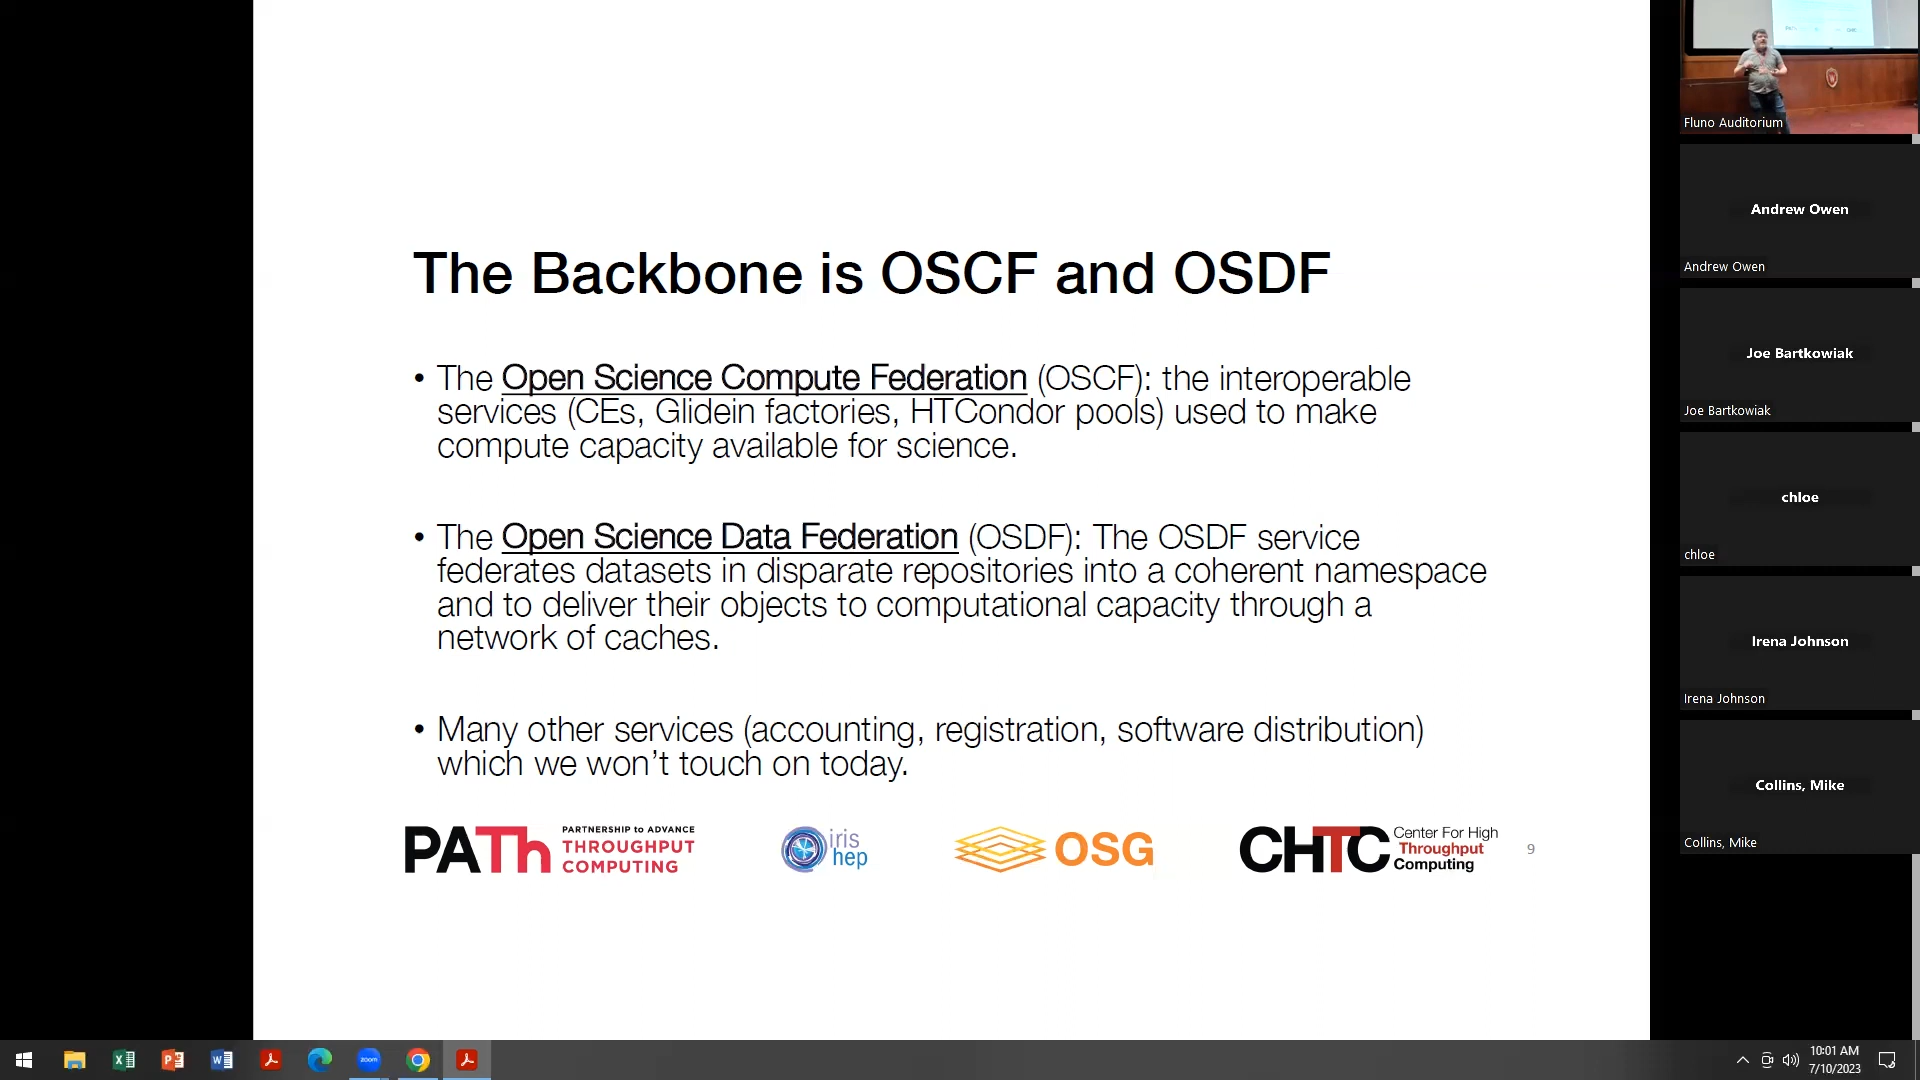 The Backbone is OSCF and OSDF
• The Open Science Compute Federation (OSCF): the interoperable
services (CEs, Glidein factories, HTCondor pools) used to make
compute capacity available for science.
• The Open Science Data Federation (OSDF): The OSDF service
federates datasets in disparate repositories into a coherent namespace
and to deliver their objects to computational capacity through a
network of caches.
• Many other services (accounting, registration, software distribution)
which we won't touch on today.
PATh
PARTNERSHIP to ADVANCE
THROUGHPUT
COMPUTING
iris
hep
OSG
CHTC
Center For High
Throughput
Computing
9
Fluno Auditorium
Andrew Owen
Andrew Owen
Joe Bartkowiak
Joe Bartkowiak
chloe
chloe
Irena Johnson
Irena Johnson
Collins, Mike
Collins, Mike
zoom
10:01 AM
7/10/2023